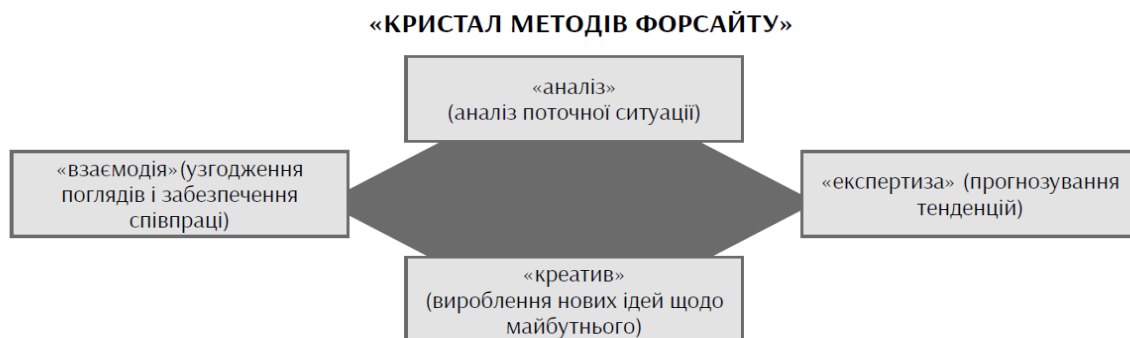 «КРИСТАЛ МЕТОДІВ ФОРСАЙТУ»
«аналіз»
(аналіз поточної ситуації)
«взаємодія»(узгодження
поглядів і забезпечення
співпраці)
«експертиза» (прогнозування
тенденцій)
«креатив»
(вироблення нових ідей щодо
майбутнього)